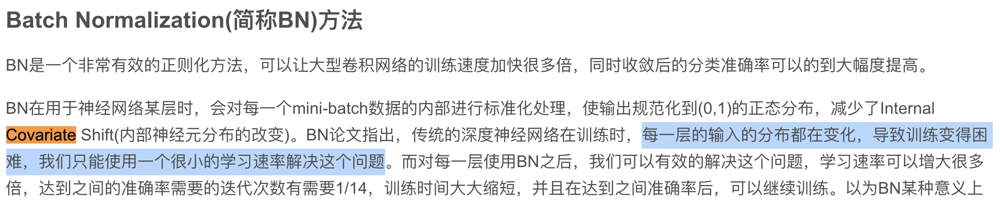 Batch Normalization(简称BN)方法
BN是一个非常有效的正则化方法，可以让大型卷积网络的训练速度加快很多倍，同时收敛后的分类准确率可以的到大幅度提高。
BN在用于神经网络某层时，会对每一个mini-batch数据的内部进行标准化处理，使输出规范化到(0,1)的正态分布，减少了Internal
Covariate Shift(内部神经元分布的改变)。BN论文指出，传统的深度神经网络在训练时，每一层的输入的分布都在变化，导致训练变得困
难，我们只能使用一个很小的学习速率解决这个问题。而对每一层使用BN之后，我们可以有效的解决这个问题，学习速率可以增大很多
倍，达到之间的准确率需要的迭代次数有需要1/14，训练时间大大缩短，并且在达到之间准确率后，可以继续训练。以为BN某种意义上